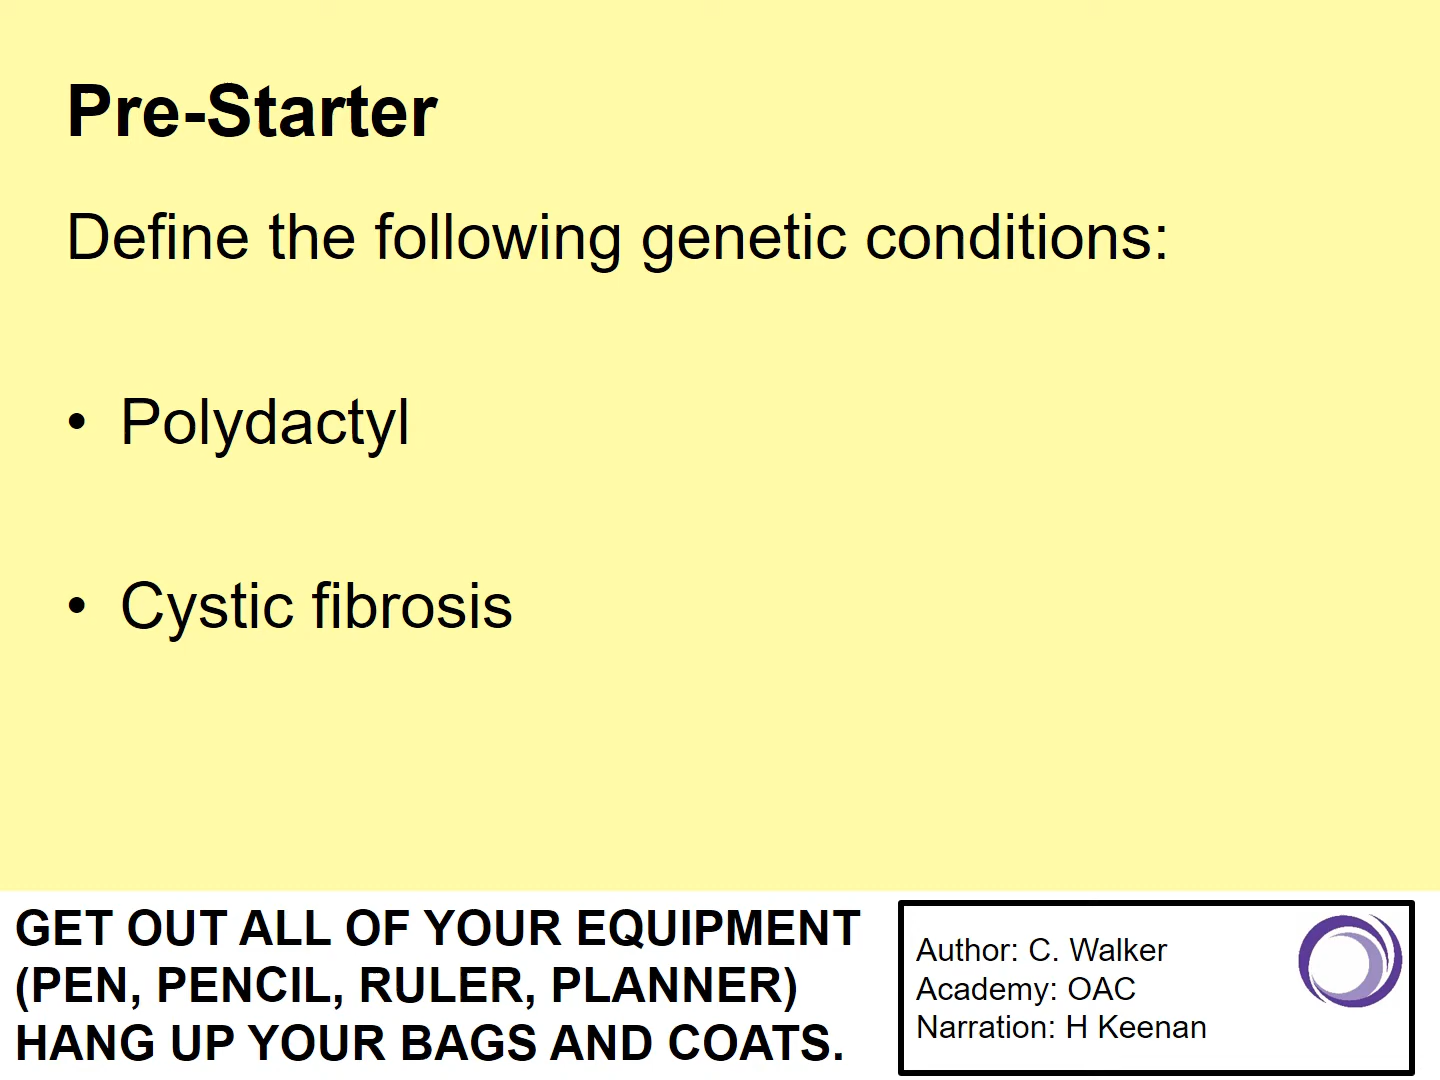 Pre-Starter
Define the following genetic conditions:
• Polydactyl
• Cystic fibrosis
GET OUT ALL OF YOUR EQUIPMENT
(PEN, PENCIL, RULER, PLANNER)
HANG UP YOUR BAGS AND COATS.
Author: C. Walker
Academy: OAC
Narration: H Keenan